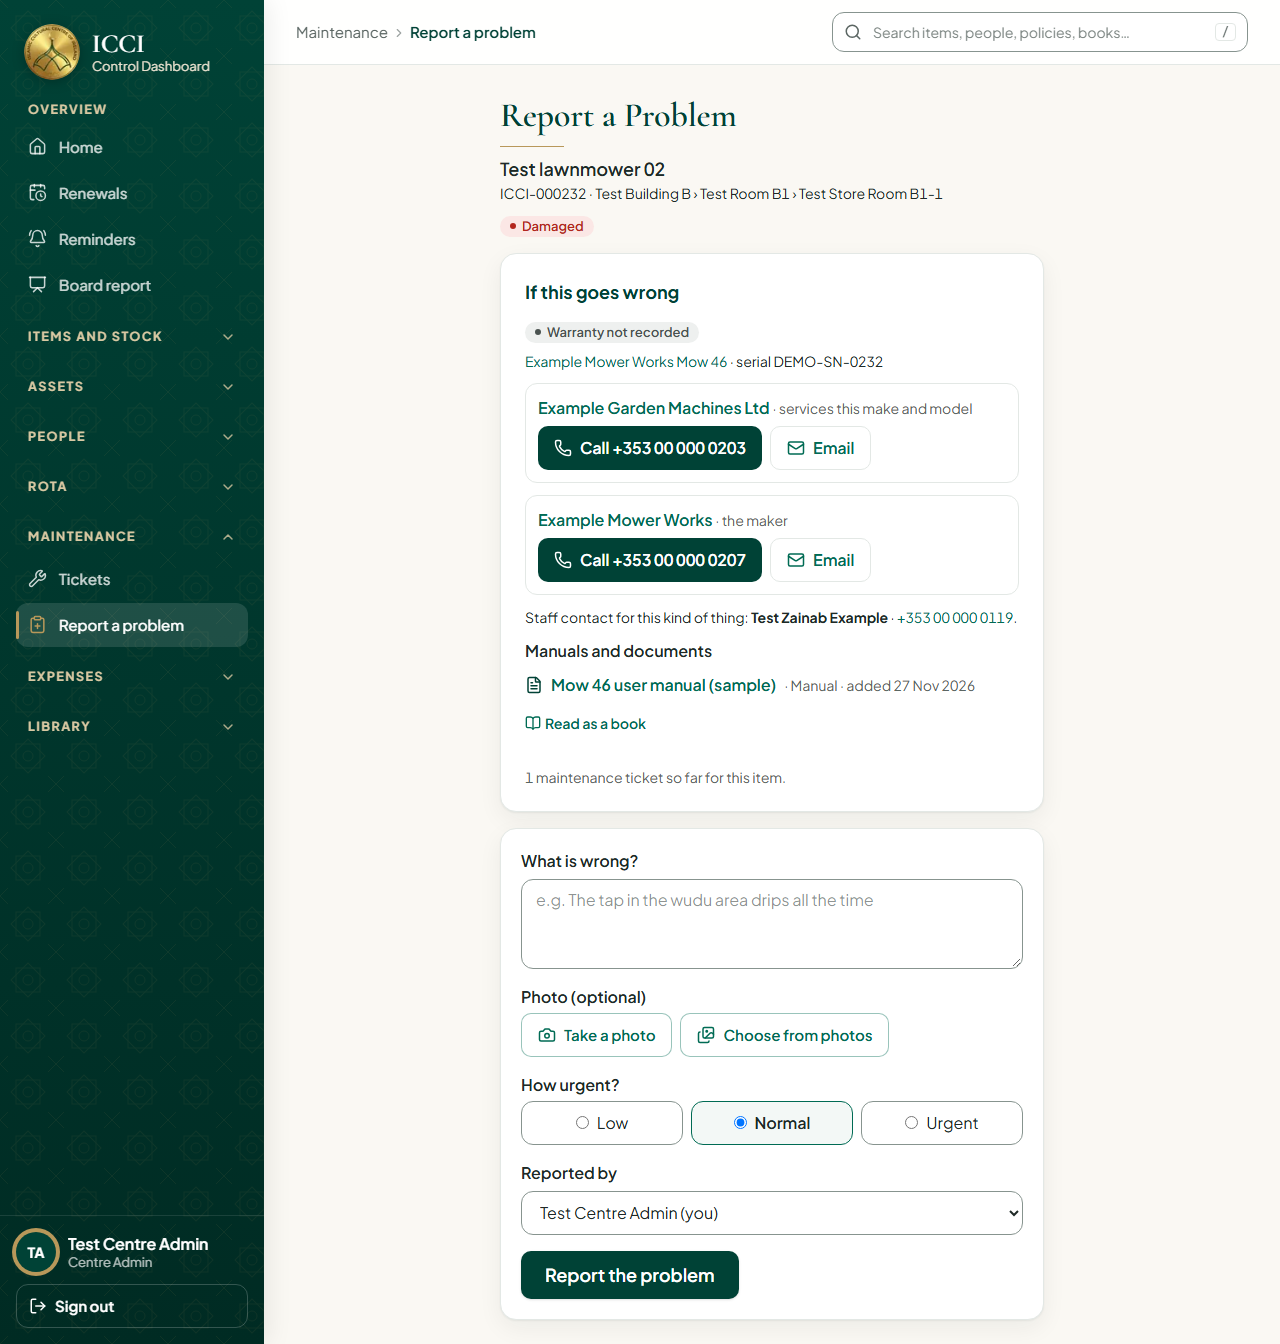 ICCI
Control Dashboard
OVERVIEW
Home
Renewals
Reminders
Board report
ITEMS AND STOCK
ASSETS
PEOPLE
ROTA
MAINTENANCE
Tickets
Report a problem
EXPENSES
LIBRARY
TA
Test Centre Admin
Centre Admin
Sign out
Maintenance › Report a problem
Search items, people, policies, books… /
Report a Problem
Test lawnmower 02
ICCI-000232 · Test Building B › Test Room B1 › Test Store Room B1-1
Damaged
If this goes wrong
Warranty not recorded
Example Mower Works Mow 46 · serial DEMO-SN-0232
Example Garden Machines Ltd · services this make and model
Call +353 00 000 0203 Email
Example Mower Works · the maker
Call +353 00 000 0207 Email
Staff contact for this kind of thing: Test Zainab Example · +353 00 000 0119.
Manuals and documents
Mow 46 user manual (sample) · Manual · added 27 Nov 2026
Read as a book
1 maintenance ticket so far for this item.
What is wrong?
e.g. The tap in the wudu area drips all the time
Photo (optional)
Take a photo Choose from photos
How urgent?
Low Normal Urgent
Reported by
Test Centre Admin (you)
Report the problem